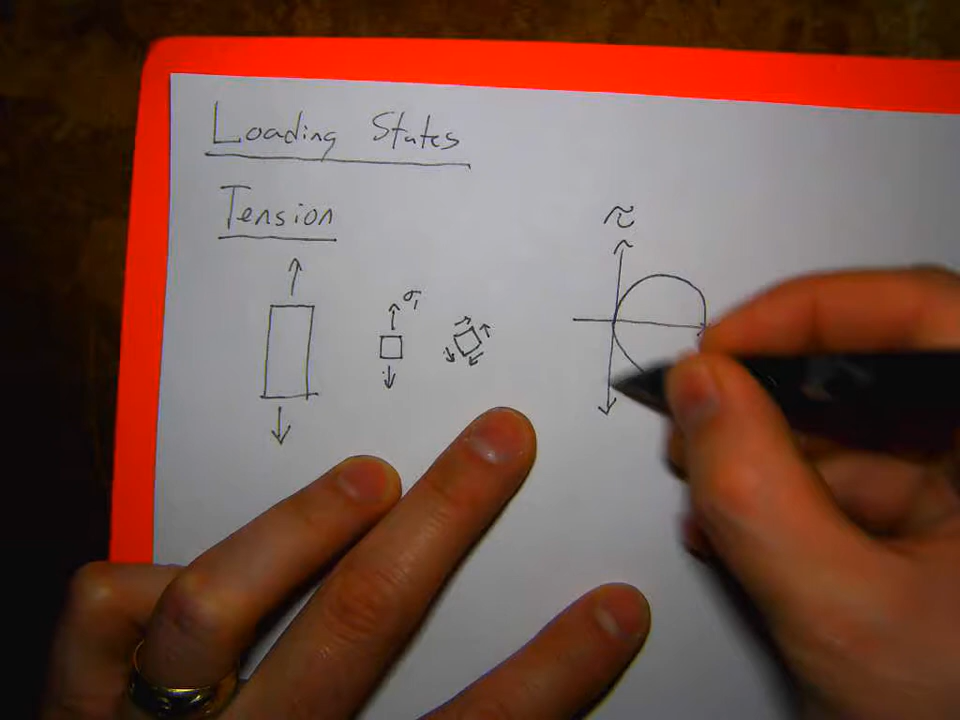 Loading States
Tension
τ
σ₁